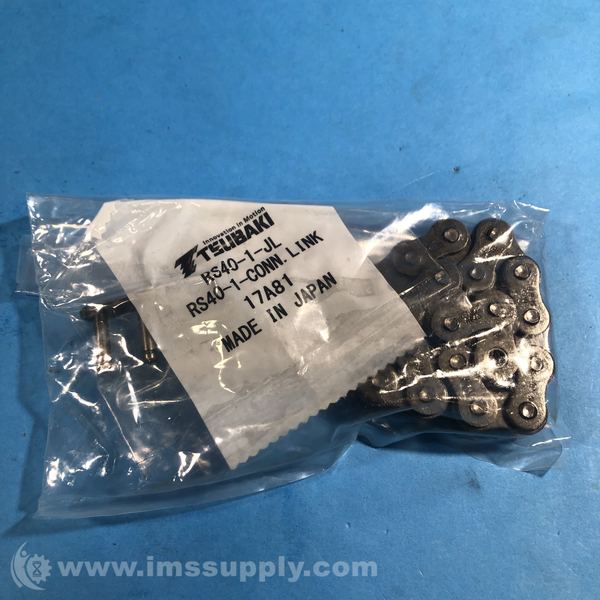 Innovation in Motion
TSUBAKI
RS40-1-JL
RS40-1-CONN.LINK
17A81
MADE IN JAPAN
www.imssupply.com